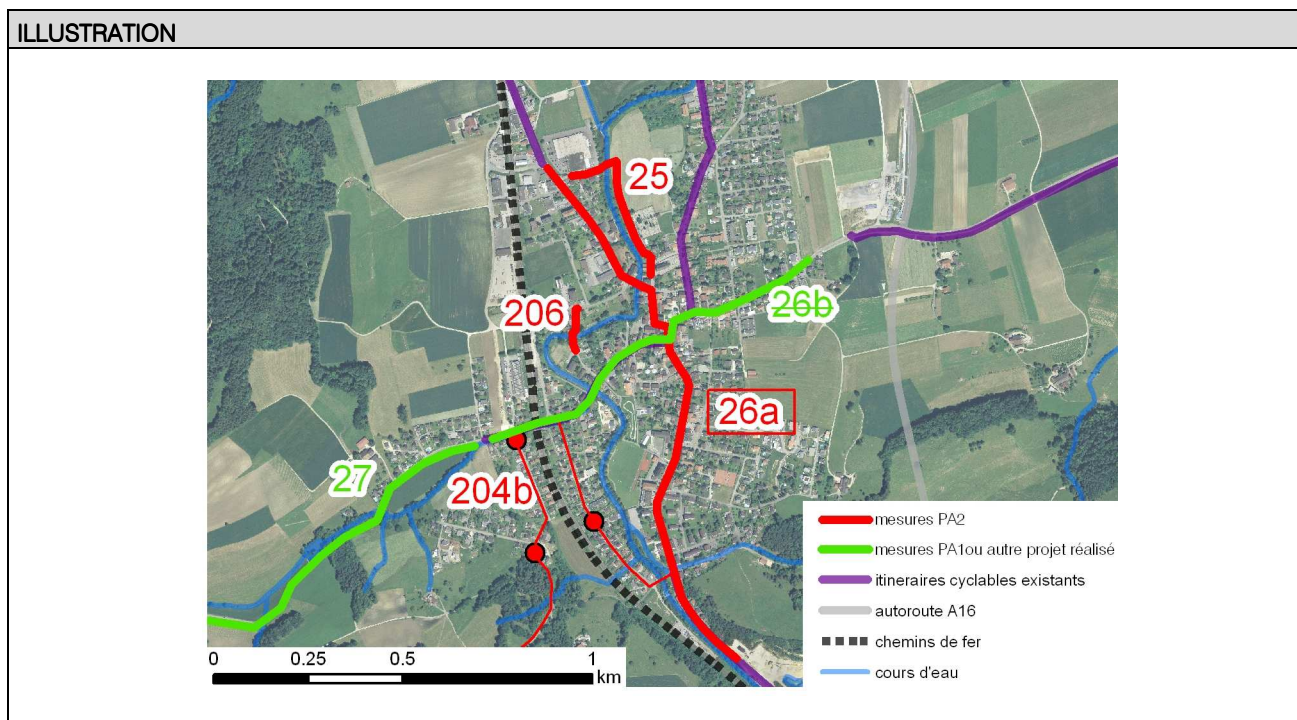 ILLUSTRATION
25
206
26b
26a
27
204b
mesures PA2
mesures PA1ou autre projet réalisé
itineraires cyclables existants
autoroute A16
chemins de fer
cours d'eau
0 0.25 0.5 1
km